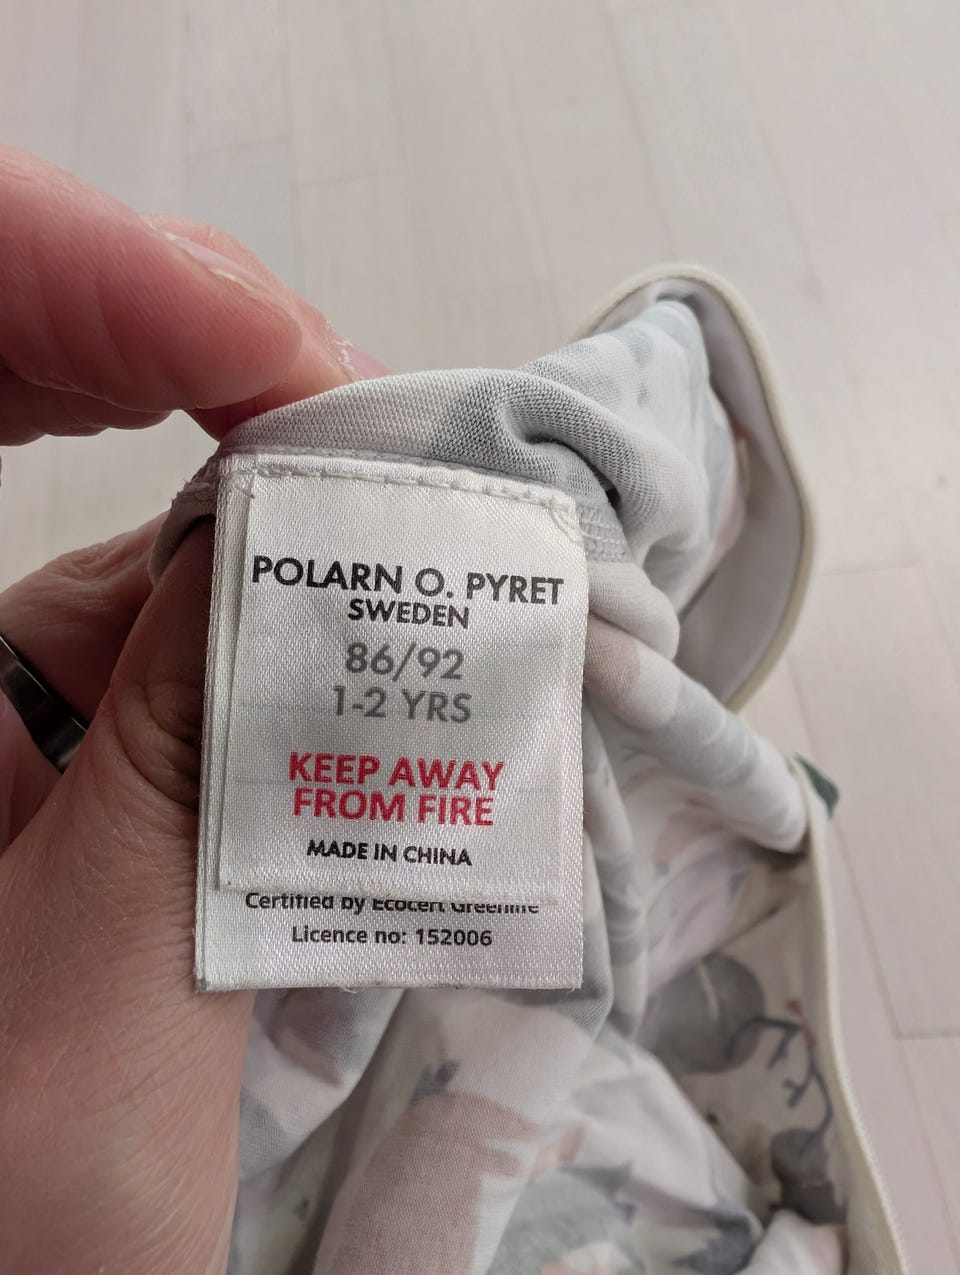 POLARN O. PYRET
SWEDEN
86/92
1-2 YRS
KEEP AWAY
FROM FIRE
MADE IN CHINA
Certified by Ecocert Greenlife
Licence no: 152006